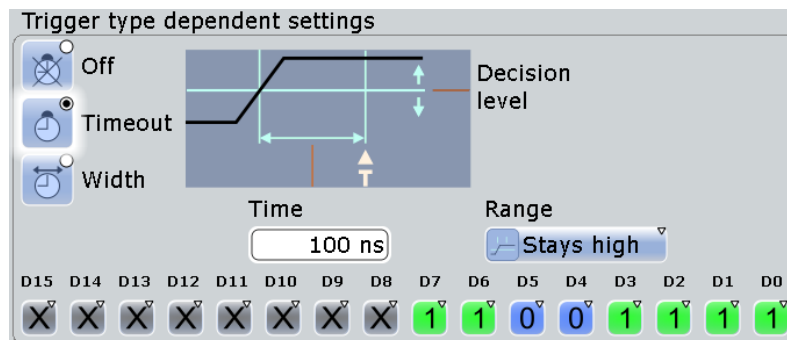 Trigger type dependent settings
Off
Timeout
Width
Decision
level
T
Time
Range
100 ns
Stays high
D15 D14 D13 D12 D11 D10 D9 D8 D7 D6 D5 D4 D3 D2 D1 D0
X X X X X X X X 1 1 0 0 1 1 1 1